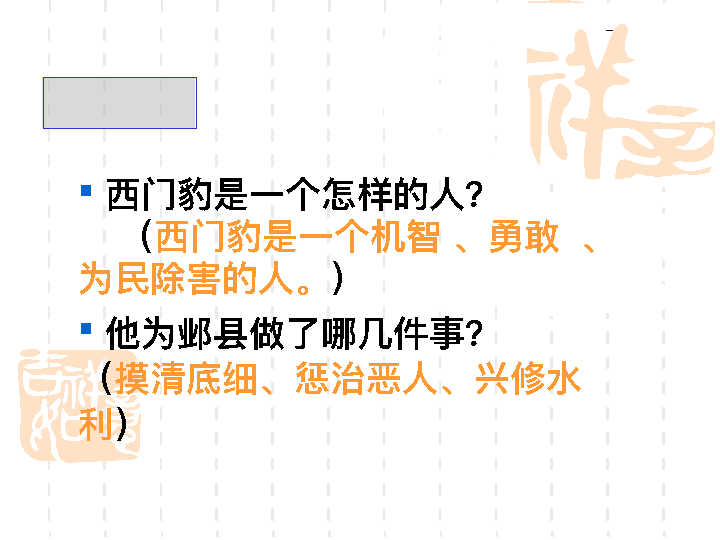 西门豹是一个怎样的人？
（西门豹是一个机智 、勇敢 、
为民除害的人。）
他为邺县做了哪几件事？
（摸清底细、惩治恶人、兴修水
利）